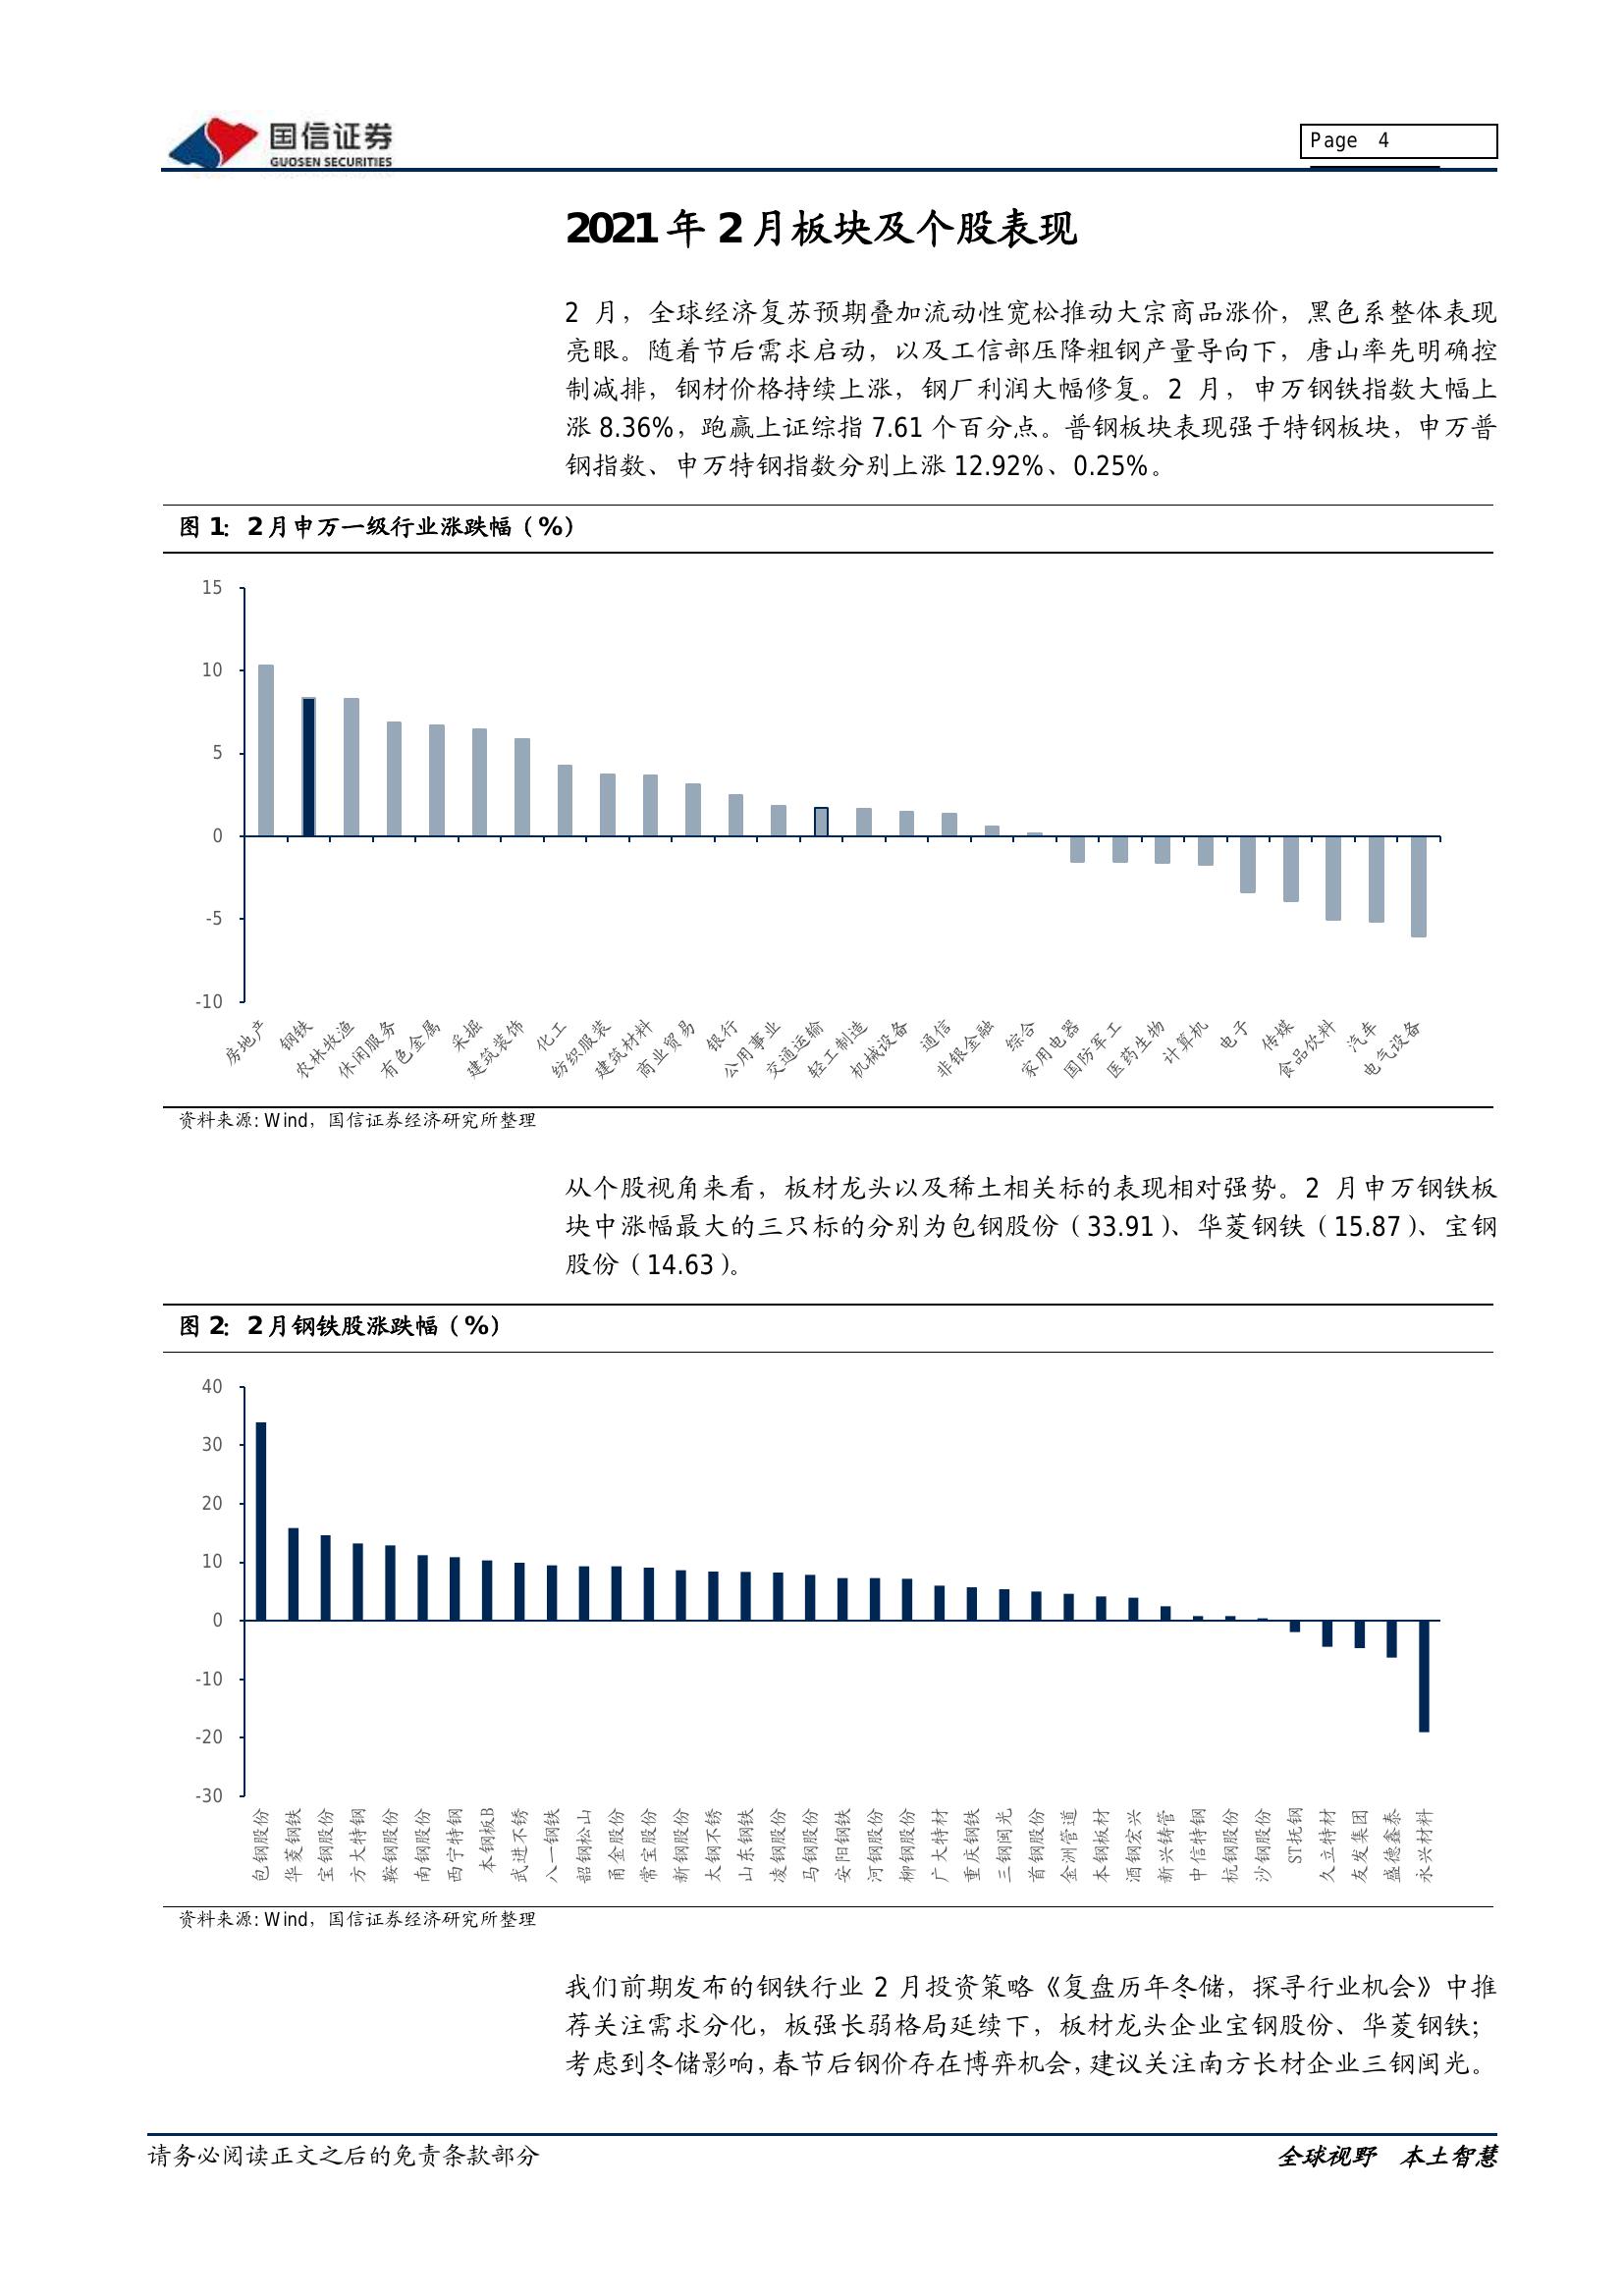 国信证券
GUOSEN SECURITIES
Page 4
2021 年 2 月板块及个股表现
2 月，全球经济复苏预期叠加流动性宽松推动大宗商品涨价，黑色系整体表现
亮眼。随着节后需求启动，以及工信部压降粗钢产量导向下，唐山率先明确控
制减排，钢材价格持续上涨，钢厂利润大幅修复。2 月，申万钢铁指数大幅上
涨 8.36%，跑赢上证综指 7.61 个百分点。普钢板块表现强于特钢板块，申万普
钢指数、申万特钢指数分别上涨 12.92%、0.25%。
图 1：2 月申万一级行业涨跌幅（%）
15
10
5
0
-5
-10
房地产
钢铁
农林牧渔
休闲服务
有色金属
采掘
建筑装饰
化工
纺织服装
建筑材料
商业贸易
银行
公用事业
交通运输
轻工制造
机械设备
通信
非银金融
综合
家用电器
国防军工
医药生物
计算机
电子
传媒
食品饮料
汽车
电气设备
资料来源: Wind，国信证券经济研究所整理
从个股视角来看，板材龙头以及稀土相关标的表现相对强势。2 月申万钢铁板
块中涨幅最大的三只标的分别为包钢股份（33.91）、华菱钢铁（15.87）、宝钢
股份（14.63）。
图 2：2 月钢铁股涨跌幅（%）
40
30
20
10
0
-10
-20
-30
包钢股份
华菱钢铁
宝钢股份
方大特钢
鞍钢股份
南钢股份
西宁特钢
本钢板B
武进不锈
八一钢铁
韶钢松山
甬金股份
常宝股份
新钢股份
太钢不锈
山东钢铁
凌钢股份
马钢股份
安阳钢铁
河钢股份
柳钢股份
广大特材
重庆钢铁
三钢闽光
首钢股份
金洲管道
本钢板材
酒钢宏兴
新兴铸管
中信特钢
杭钢股份
沙钢股份
ST抚钢
久立特材
友发集团
盛德鑫泰
永兴材料
资料来源: Wind，国信证券经济研究所整理
我们前期发布的钢铁行业 2 月投资策略《复盘历年冬储，探寻行业机会》中推
荐关注需求分化，板强长弱格局延续下，板材龙头企业宝钢股份、华菱钢铁；
考虑到冬储影响，春节后钢价存在博弈机会，建议关注南方长材企业三钢闽光。
请务必阅读正文之后的免责条款部分
全球视野 本土智慧